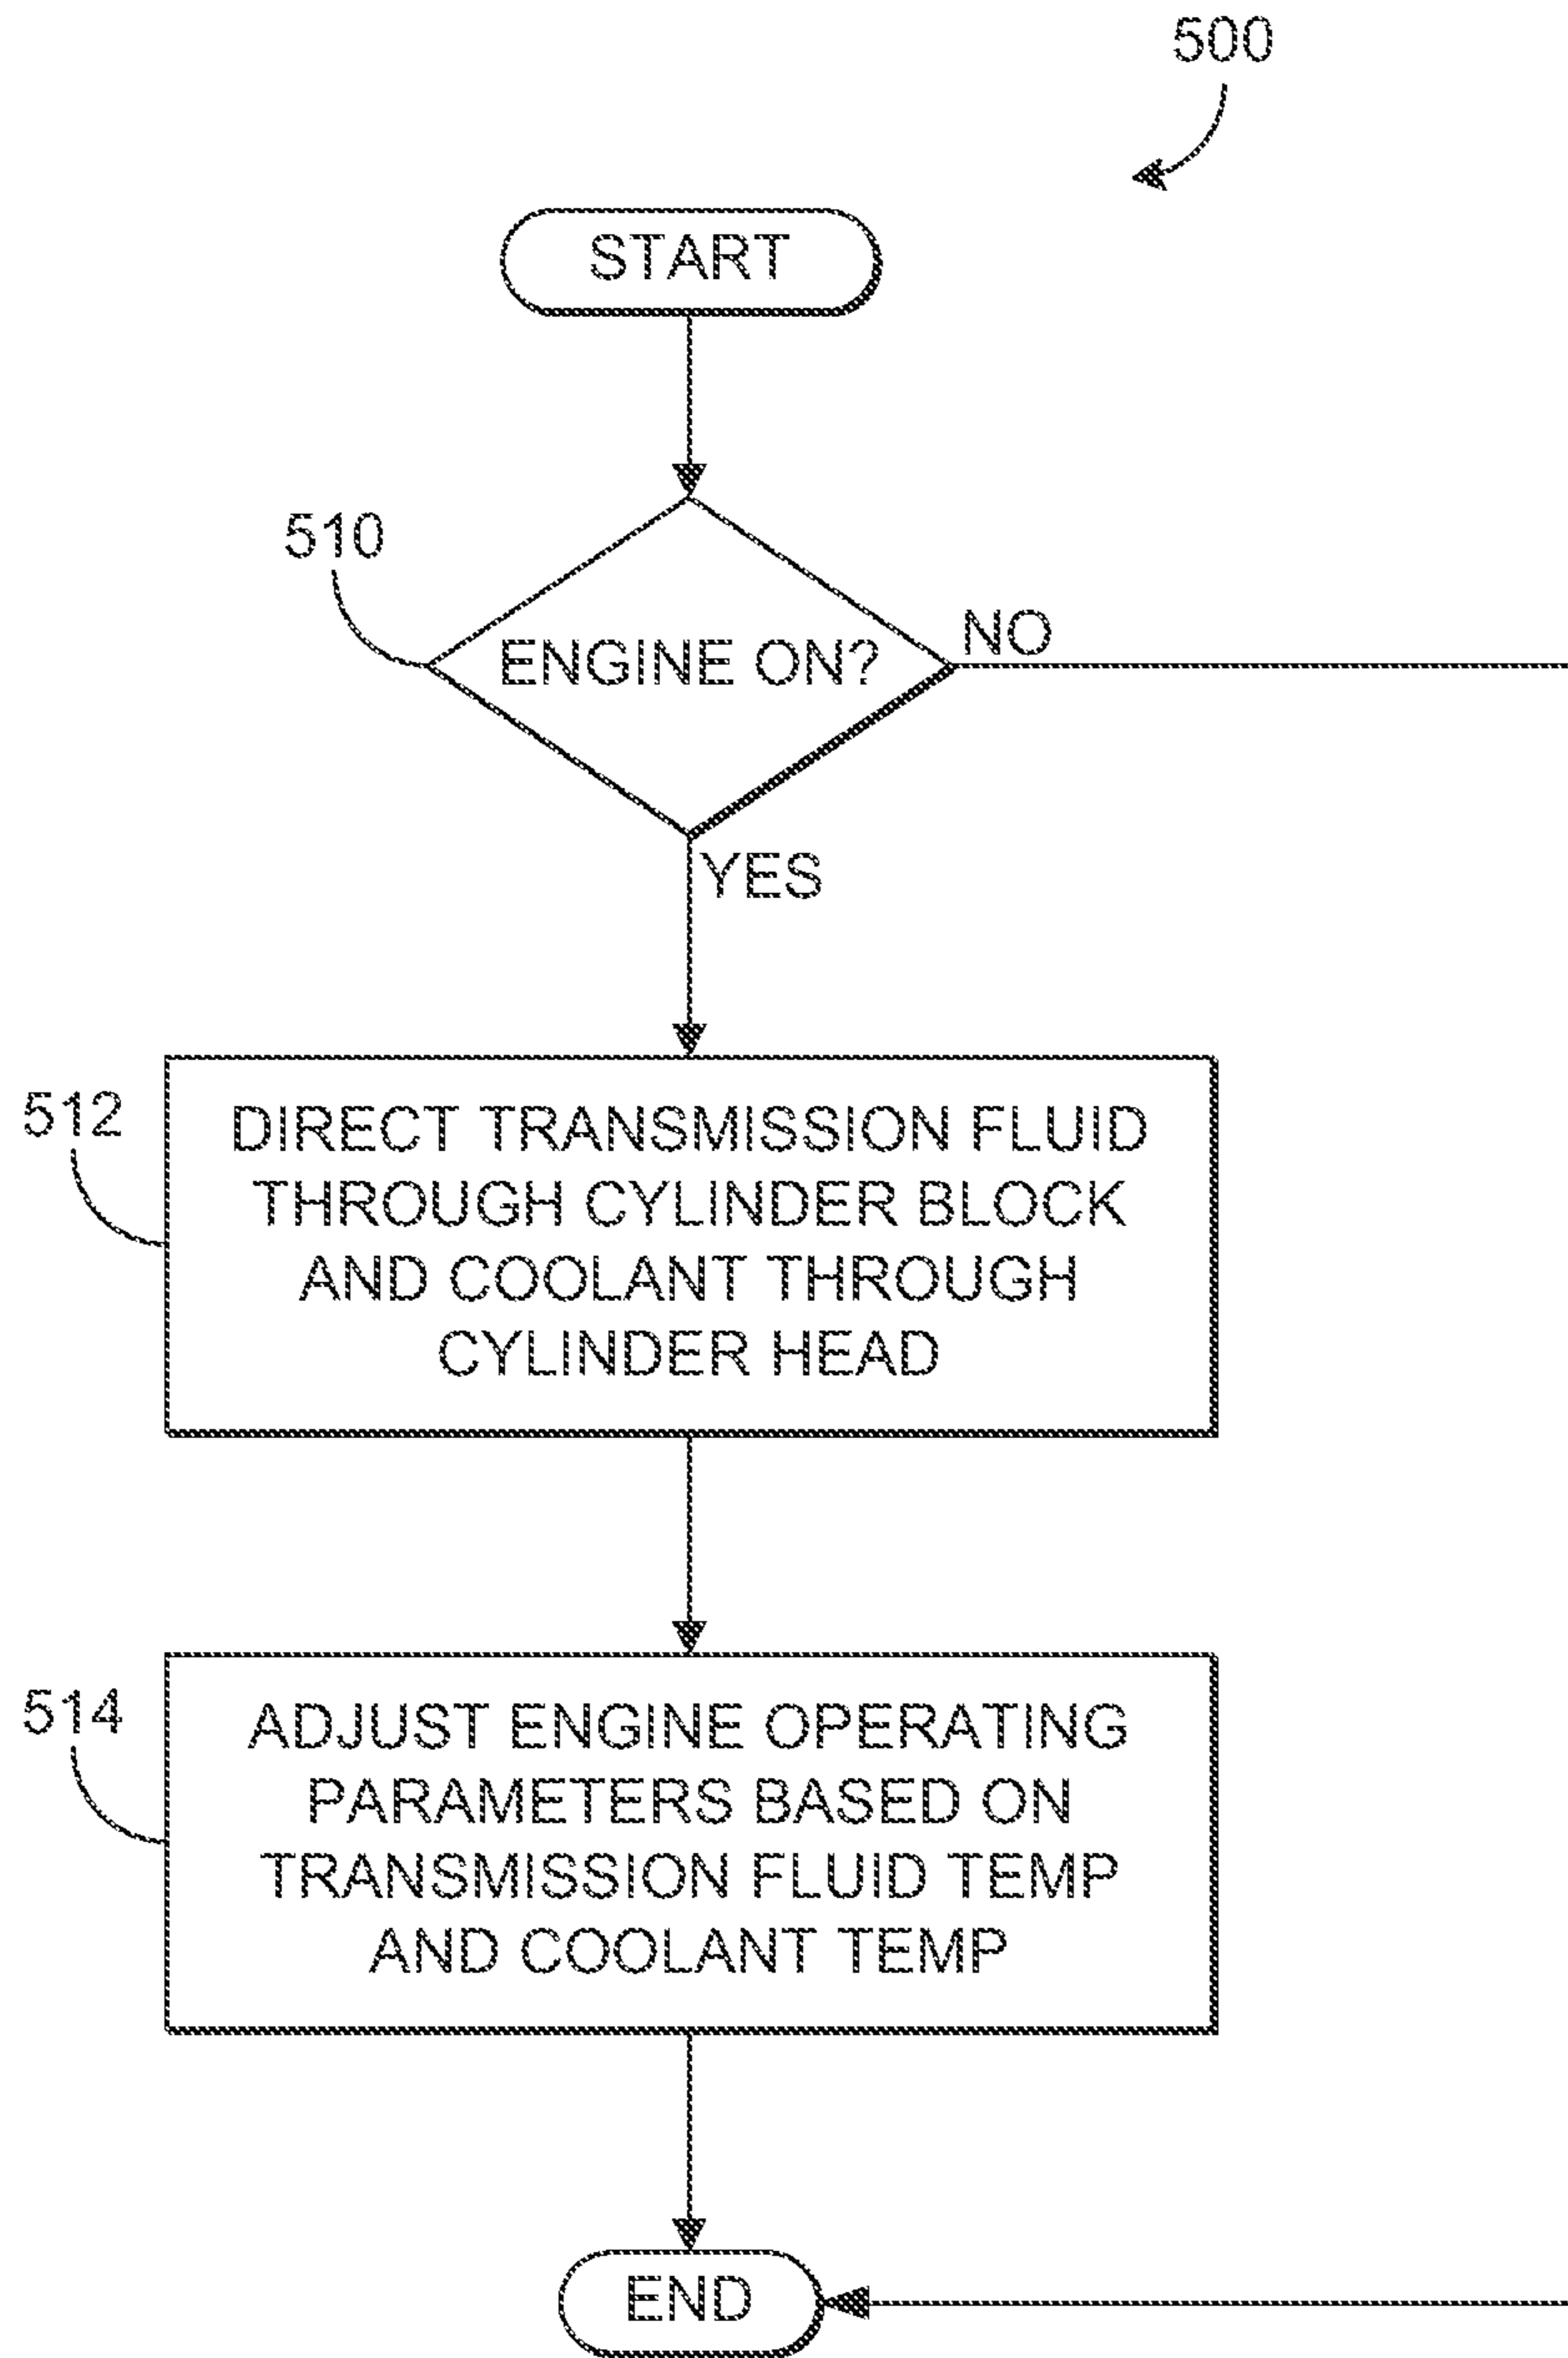 500
START
510
ENGINE ON?
NO
YES
512
DIRECT TRANSMISSION FLUID
THROUGH CYLINDER BLOCK
AND COOLANT THROUGH
CYLINDER HEAD
514
ADJUST ENGINE OPERATING
PARAMETERS BASED ON
TRANSMISSION FLUID TEMP
AND COOLANT TEMP
END